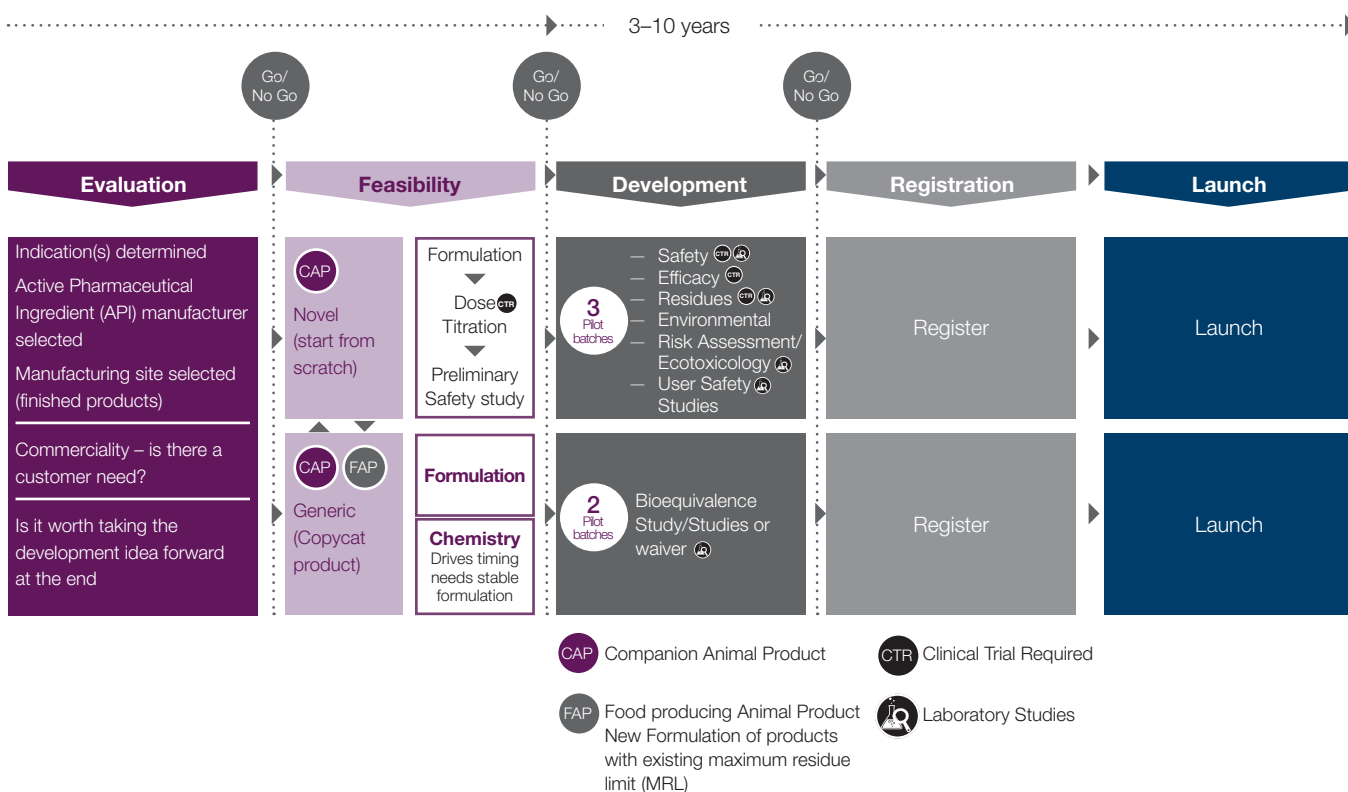 3–10 years
Go/
No Go
Go/
No Go
Go/
No Go
Evaluation
Feasibility
Development
Registration
Launch
Indication(s) determined
Active Pharmaceutical
Ingredient (API) manufacturer
selected
Manufacturing site selected
(finished products)
Commerciality – is there a
customer need?
Is it worth taking the
development idea forward
at the end
CAP
Novel
(start from
scratch)
Formulation
Dose CTR
Titration
Preliminary
Safety study
3
Pilot
batches
— Safety CTR
— Efficacy CTR
— Residues CTR
— Environmental
— Risk Assessment/
Ecotoxicology
— User Safety
Studies
Register
Launch
CAP FAP
Generic
(Copycat
product)
Formulation
Chemistry
Drives timing
needs stable
formulation
2
Pilot
batches
Bioequivalence
Study/Studies or
waiver
Register
Launch
CAP Companion Animal Product
FAP Food producing Animal Product
New Formulation of products
with existing maximum residue
limit (MRL)
CTR Clinical Trial Required
Laboratory Studies